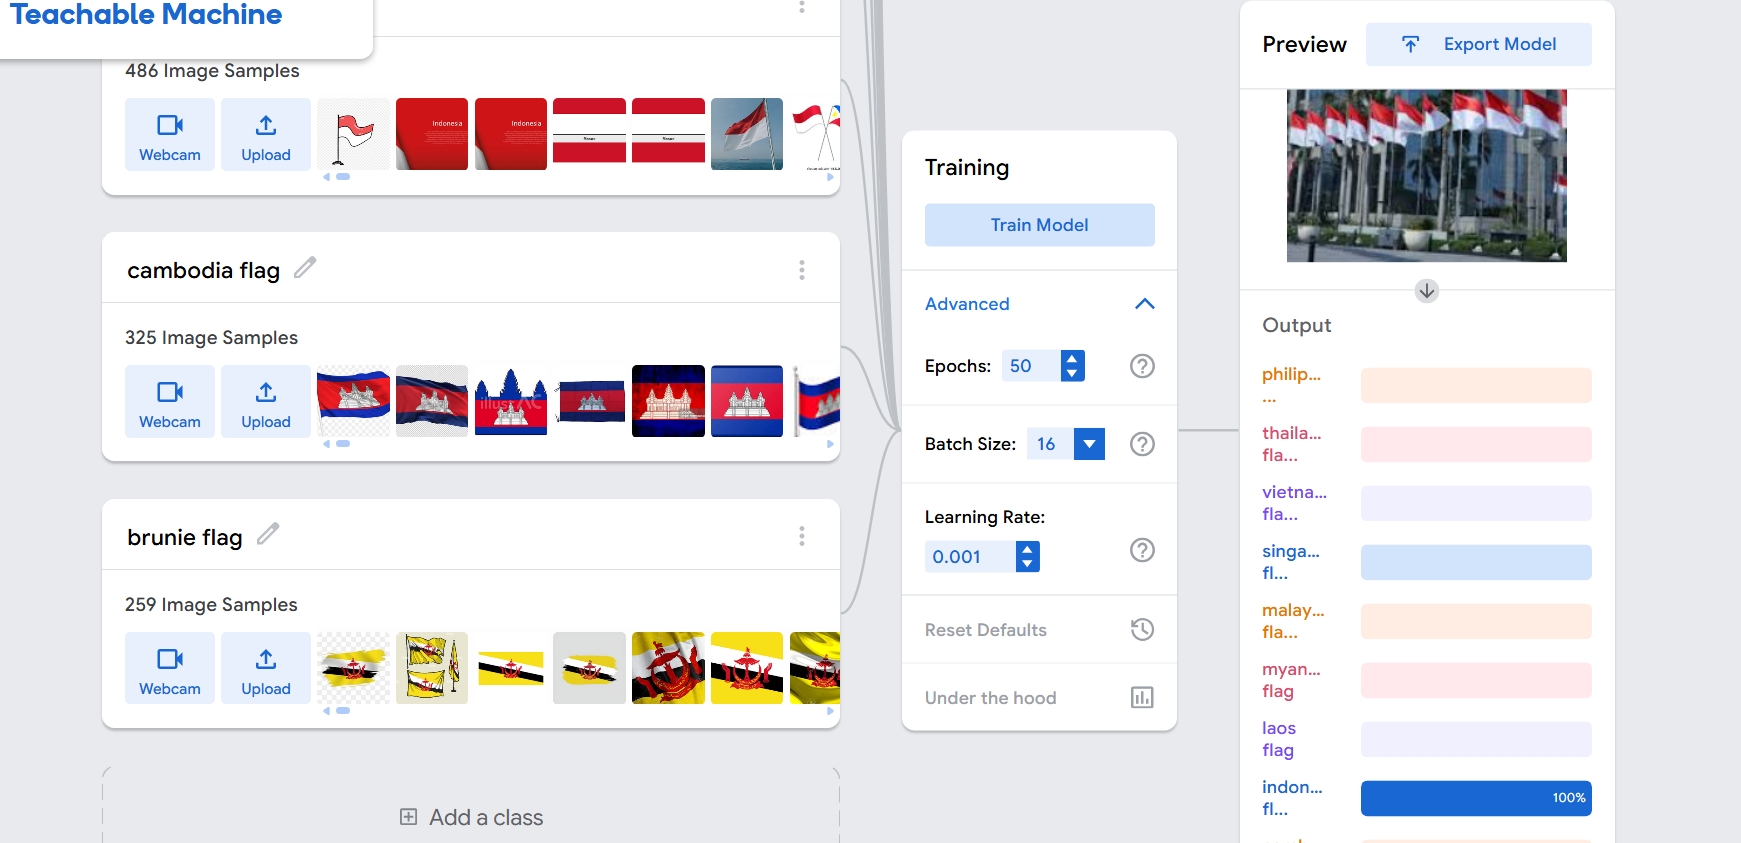 Teachable Machine
486 Image Samples
Webcam
Upload
Indonesia
Indonesia
cambodia flag
325 Image Samples
Webcam
Upload
illust AC
brunie flag
259 Image Samples
Webcam
Upload
Add a class
Training
Train Model
Advanced
Epochs: 50
Batch Size: 16
Learning Rate:
0.001
Reset Defaults
Under the hood
Preview
Export Model
Output
philip...
...
thaila...
fla...
vietna...
fla...
singa...
fl...
malay...
fla...
myan...
flag
laos
flag
indon...
fl...
100%